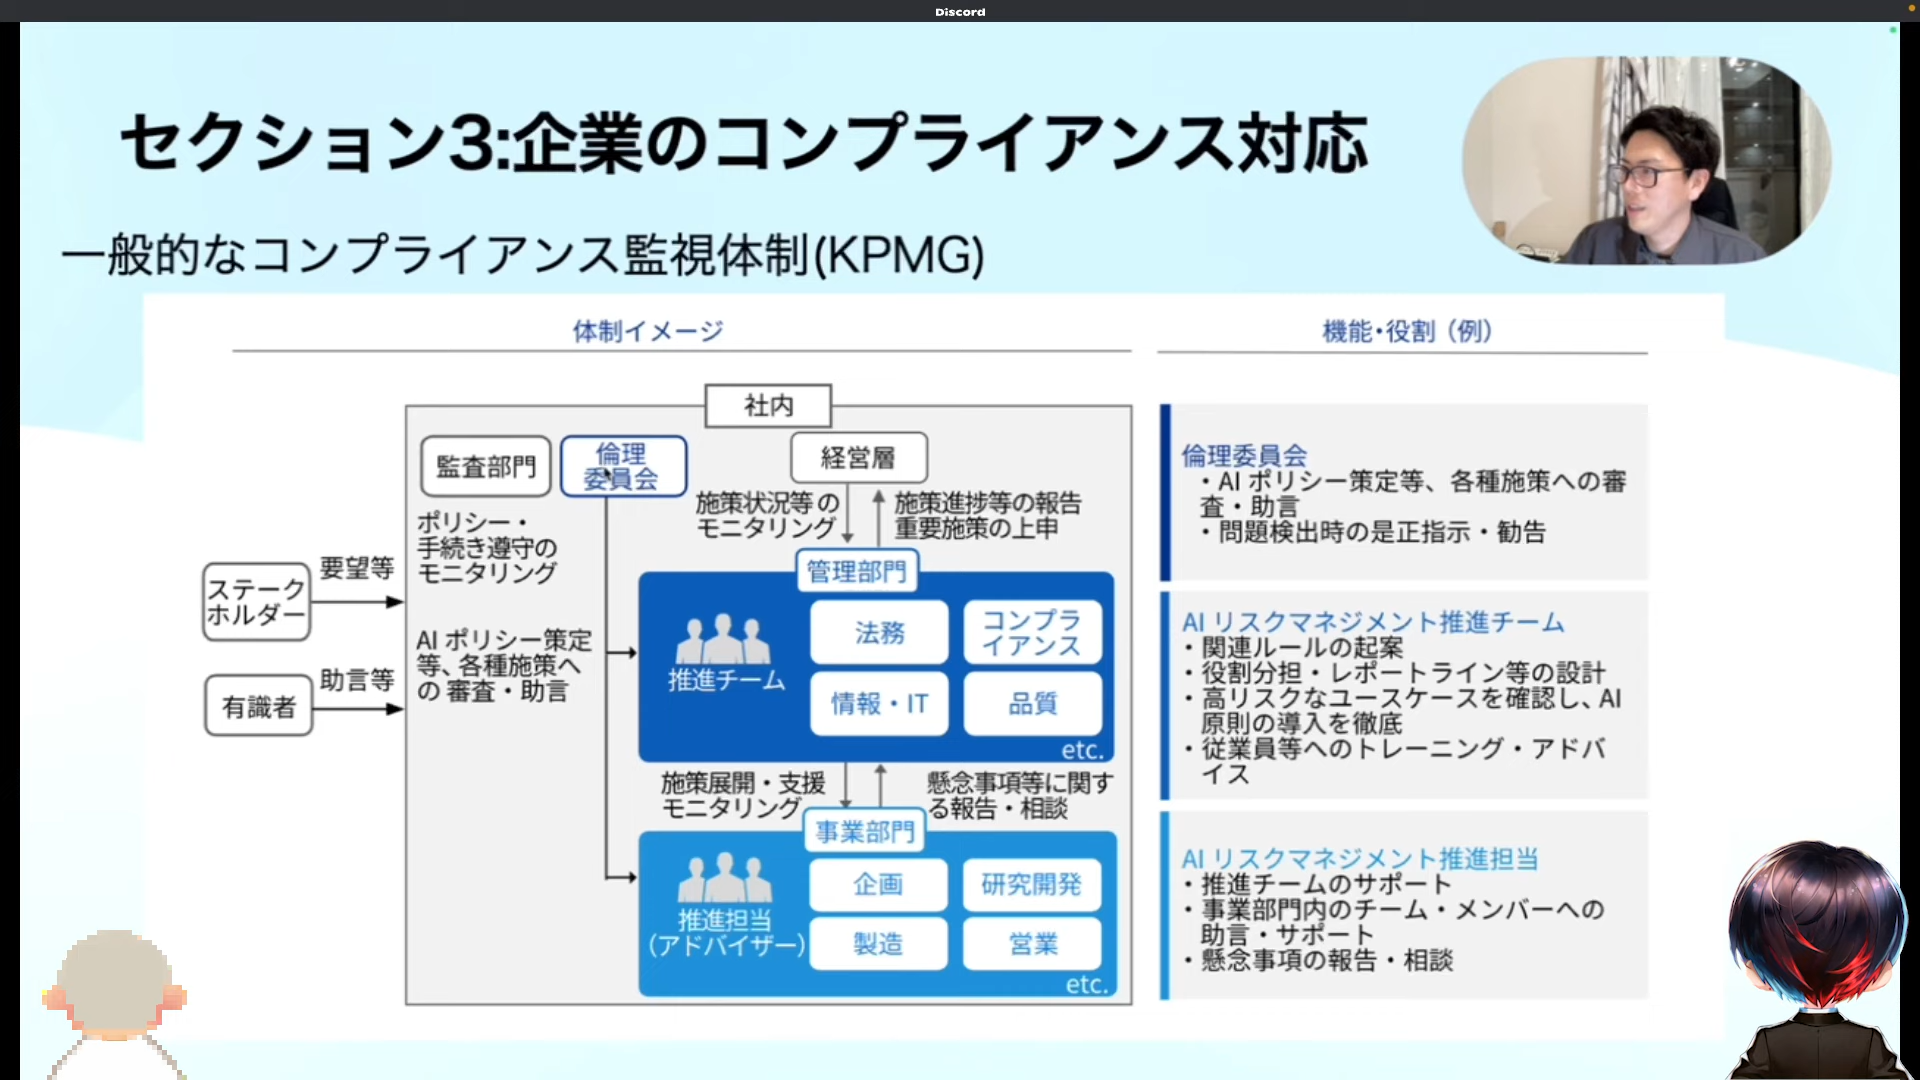 Discord
セクション3:企業のコンプライアンス対応
一般的なコンプライアンス監視体制(KPMG)
体制イメージ
社内
監査部門
倫理
委員会
経営層
ポリシー・
手続き遵守の
モニタリング
施策状況等 の
モニタリング
施策進捗等の報告
重要施策の上申
ステーク
ホルダー
要望等
有識者
助言等
AI ポリシー策定
等、各種施策へ
の 審査・助言
管理部門
推進チーム
法務
コンプラ
イアンス
情報・IT
品質
etc.
施策展開・支援
モニタリング
懸念事項等に関す
る報告・相談
事業部門
推進担当
(アドバイザー)
企画
研究開発
製造
営業
etc.
機能・役割（例）
倫理委員会
・AI ポリシー策定等、各種施策への審
査・助言
・問題検出時の是正指示・勧告
AI リスクマネジメント推進チーム
・関連ルールの起案
・役割分担・レポートライン等の設計
・高リスクなユースケースを確認し、AI
原則の導入を徹底
・従業員等へのトレーニング・アドバ
イス
AI リスクマネジメント推進担当
・推進チームのサポート
・事業部門内のチーム・メンバーへの
助言・サポート
・懸念事項の報告・相談